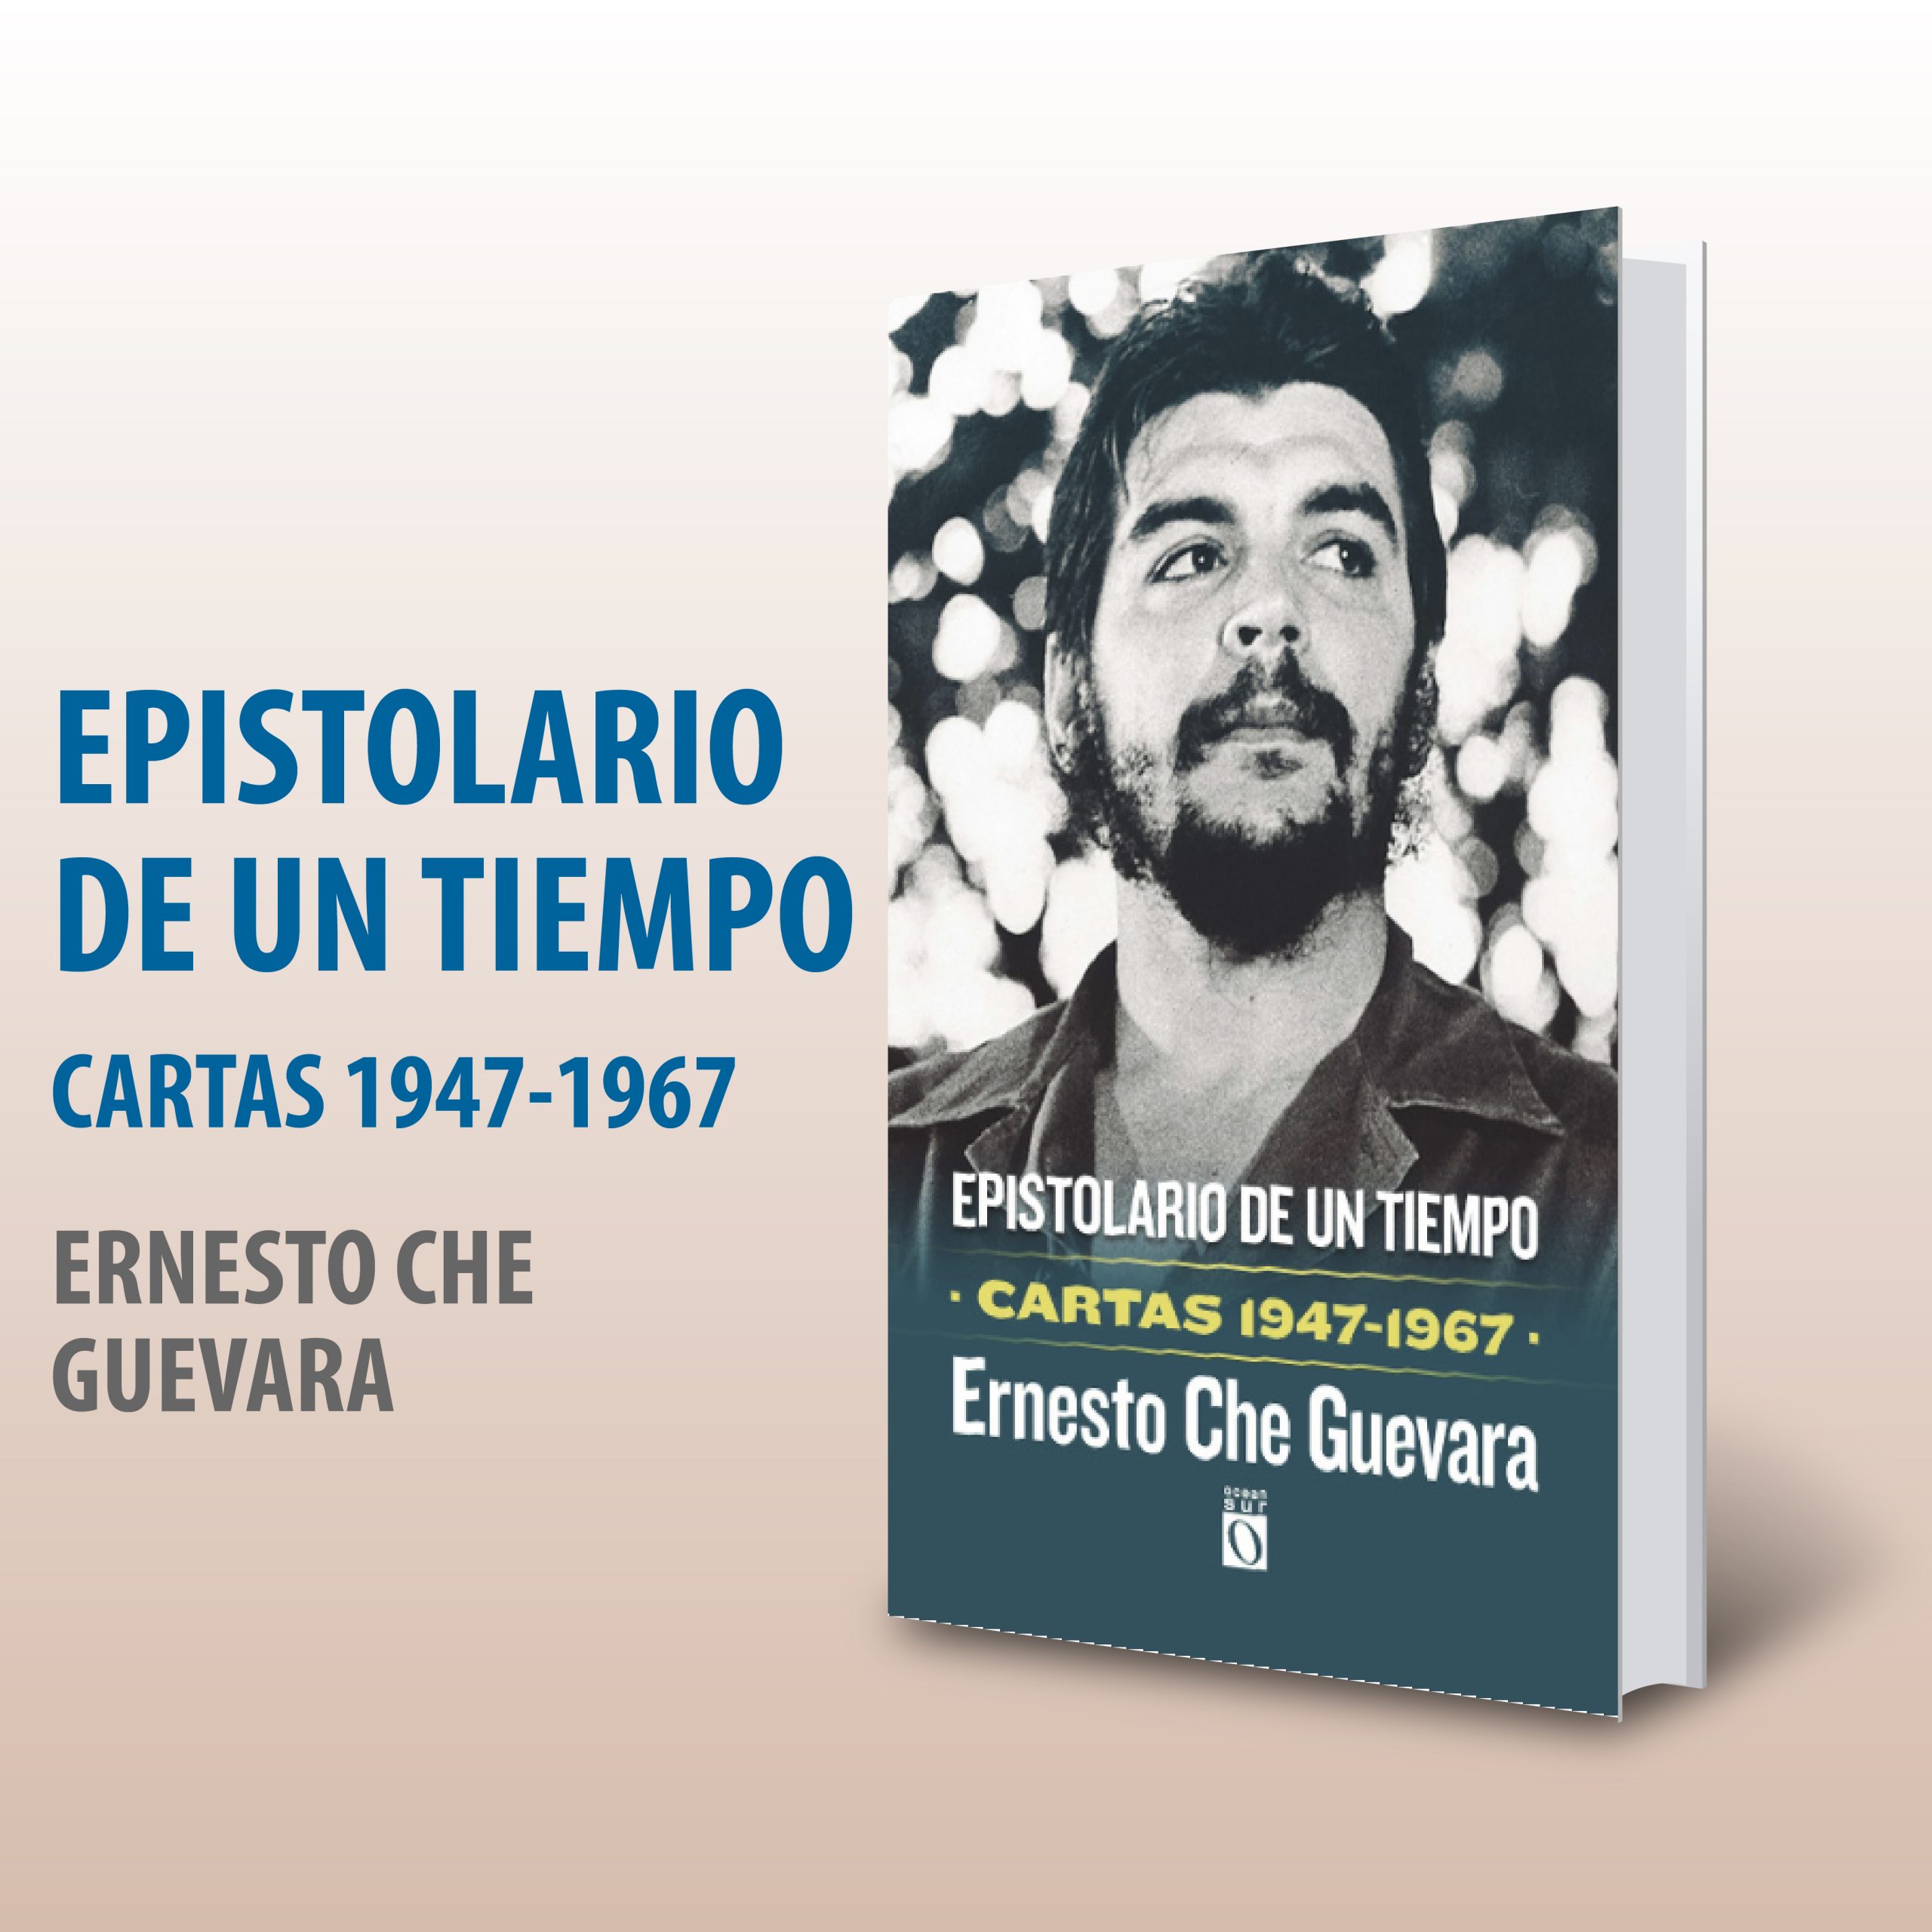 EPISTOLARIO
DE UN TIEMPO
CARTAS 1947-1967
ERNESTO CHE
GUEVARA
EPISTOLARIO DE UN TIEMPO
· CARTAS 1947-1967 ·
Ernesto Che Guevara
ocean
sur